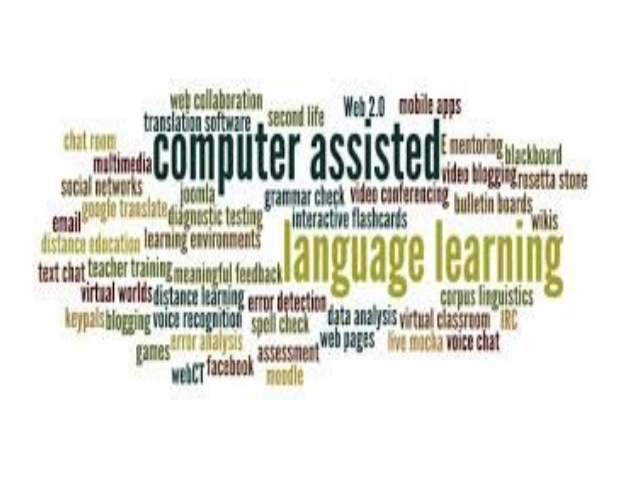 web collaboration
Web 2.0 mobile apps
translation software second life
chat room
computer assisted
E mentoring
blackboard
multimedia
video blogging
rosetta stone
social networks
joomla
grammar check video conferencing
bulletin boards
google translate
diagnostic testing
interactive flashcards
wikis
email
distance education learning environments
language learning
text chat teacher training meaningful feedback
virtual worlds distance learning error detection
corpus linguistics
keypals blogging voice recognition spell check data analysis virtual classroom IRC
games error analysis assessment web pages live mocha voice chat
webCT facebook moodle